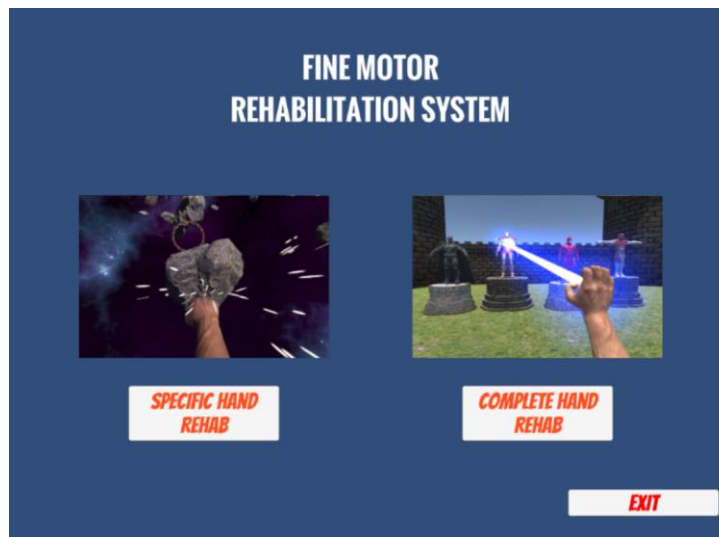 FINE MOTOR
REHABILITATION SYSTEM
SPECIFIC HAND
REHAB
COMPLETE HAND
REHAB
EXIT